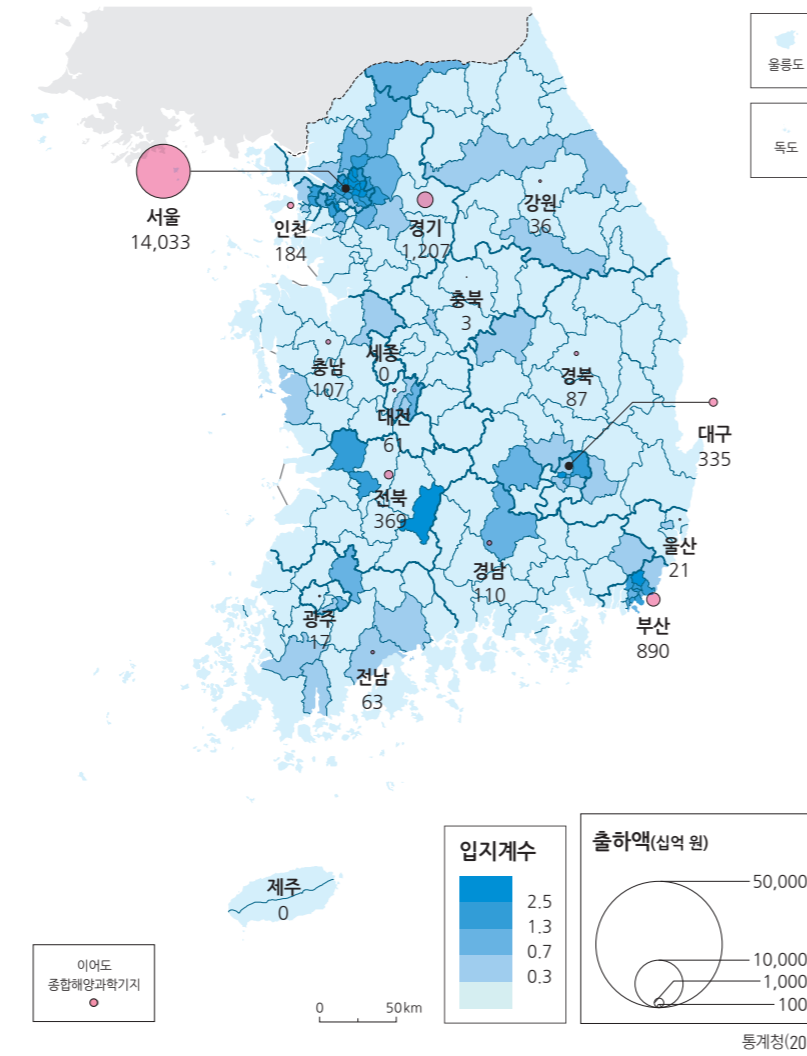 울릉도
독도
서울
14,033
인천
184
경기
1,207
강원
36
충북
3
세종
0
충남
107
대전
61
경북
87
대구
335
전북
369
울산
21
경남
110
부산
890
광주
17
전남
63
제주
0
이어도
종합해양과학기지
0 50km
입지계수
2.5
1.3
0.7
0.3
출하액(십억 원)
50,000
10,000
1,000
100
통계청(20